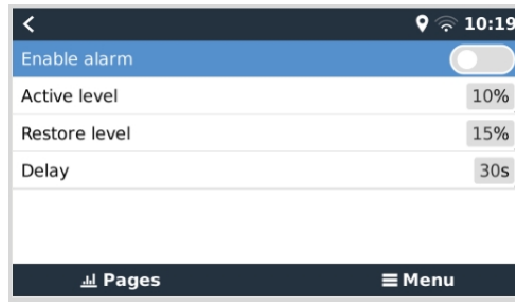 10:19
Enable alarm
Active level 10%
Restore level 15%
Delay 30s
Pages Menu